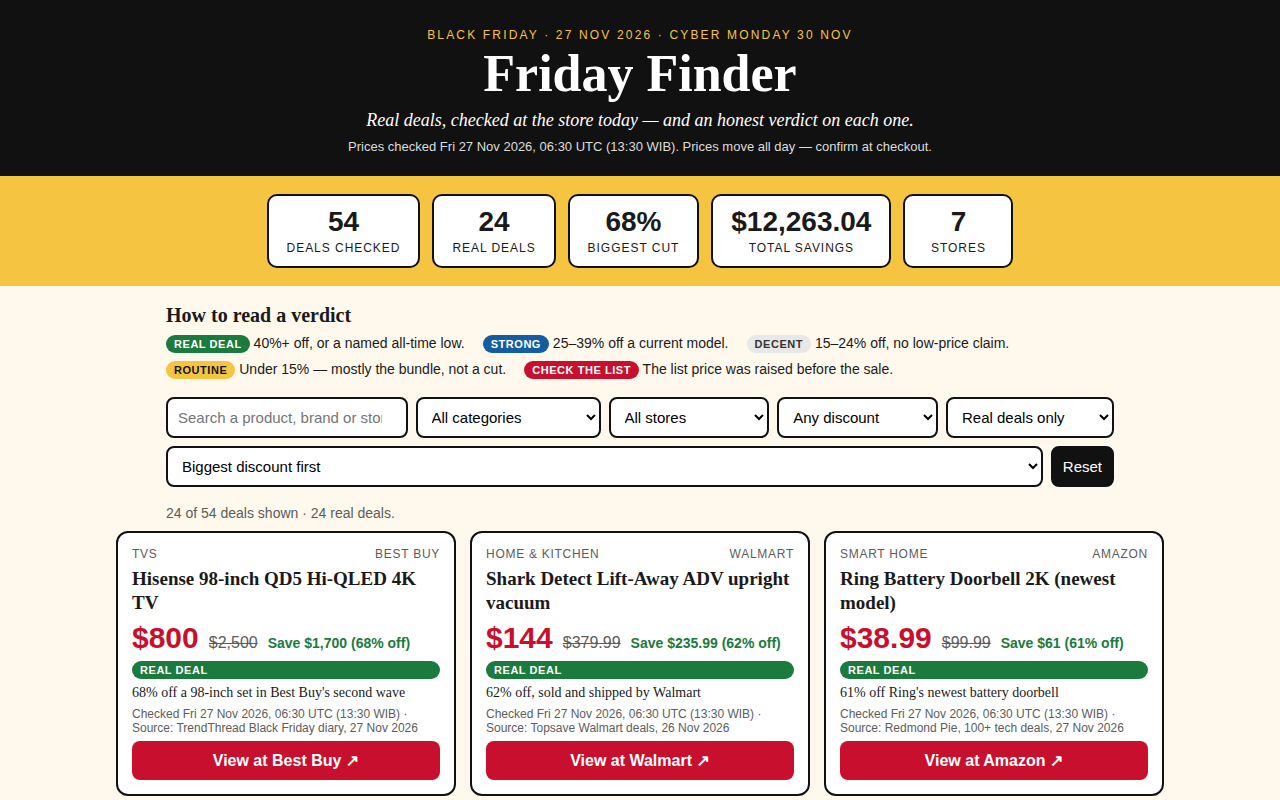 BLACK FRIDAY · 27 NOV 2026 · CYBER MONDAY 30 NOV
Friday Finder
Real deals, checked at the store today — and an honest verdict on each one.
Prices checked Fri 27 Nov 2026, 06:30 UTC (13:30 WIB). Prices move all day — confirm at checkout.
54
DEALS CHECKED
24
REAL DEALS
68%
BIGGEST CUT
$12,263.04
TOTAL SAVINGS
7
STORES
How to read a verdict
REAL DEAL 40%+ off, or a named all-time low. STRONG 25–39% off a current model. DECENT 15–24% off, no low-price claim.
ROUTINE Under 15% — mostly the bundle, not a cut. CHECK THE LIST The list price was raised before the sale.
Search a product, brand or stor All categories All stores Any discount Real deals only
Biggest discount first Reset
24 of 54 deals shown · 24 real deals.
TVS BEST BUY
Hisense 98-inch QD5 Hi-QLED 4K
TV
$800 $2,500 Save $1,700 (68% off)
REAL DEAL
68% off a 98-inch set in Best Buy's second wave
Checked Fri 27 Nov 2026, 06:30 UTC (13:30 WIB) ·
Source: TrendThread Black Friday diary, 27 Nov 2026
View at Best Buy ↗
HOME & KITCHEN WALMART
Shark Detect Lift-Away ADV upright
vacuum
$144 $379.99 Save $235.99 (62% off)
REAL DEAL
62% off, sold and shipped by Walmart
Checked Fri 27 Nov 2026, 06:30 UTC (13:30 WIB) ·
Source: Topsave Walmart deals, 26 Nov 2026
View at Walmart ↗
SMART HOME AMAZON
Ring Battery Doorbell 2K (newest
model)
$38.99 $99.99 Save $61 (61% off)
REAL DEAL
61% off Ring's newest battery doorbell
Checked Fri 27 Nov 2026, 06:30 UTC (13:30 WIB) ·
Source: Redmond Pie, 100+ tech deals, 27 Nov 2026
View at Amazon ↗